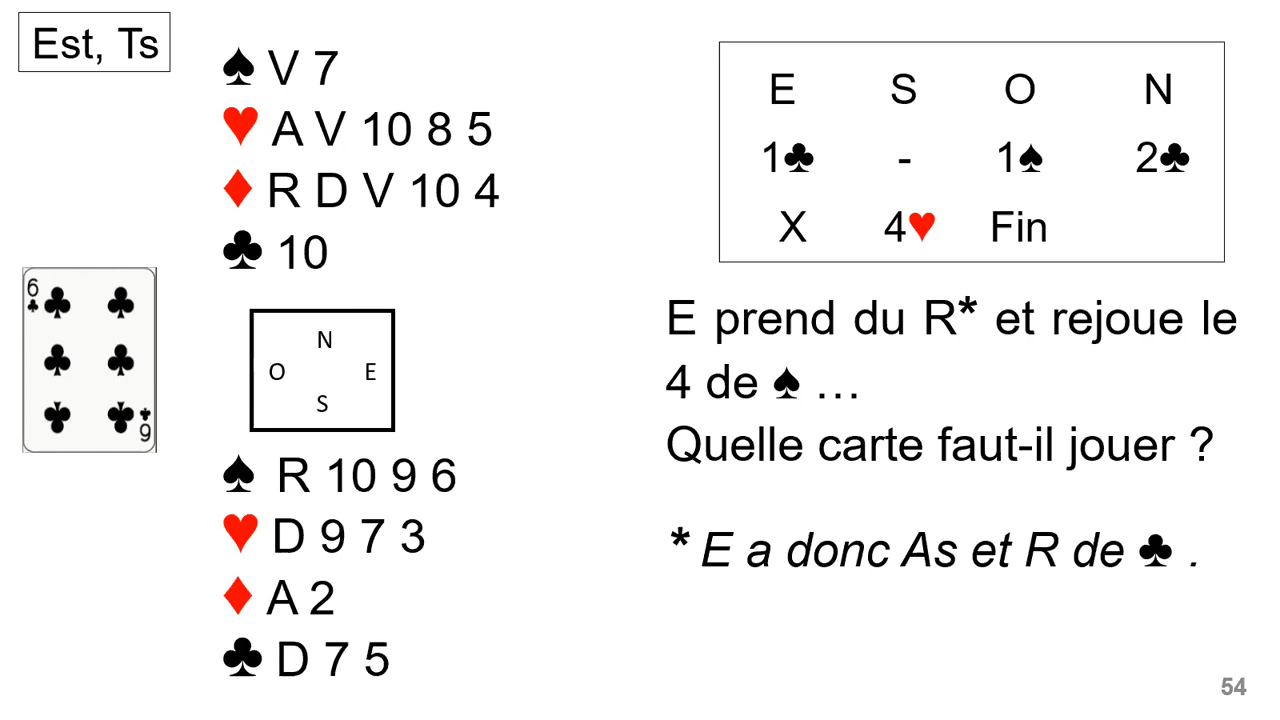 Est, Ts
♠ V 7
♥ A V 10 8 5
♦ R D V 10 4
♣ 10
6
9
N
O E
S
♠ R 10 9 6
♥ D 9 7 3
♦ A 2
♣ D 7 5
E S O N
1♣ - 1♠ 2♣
X 4♥ Fin
E prend du R* et rejoue le
4 de ♠ …
Quelle carte faut-il jouer ?
* E a donc As et R de ♣ .
54